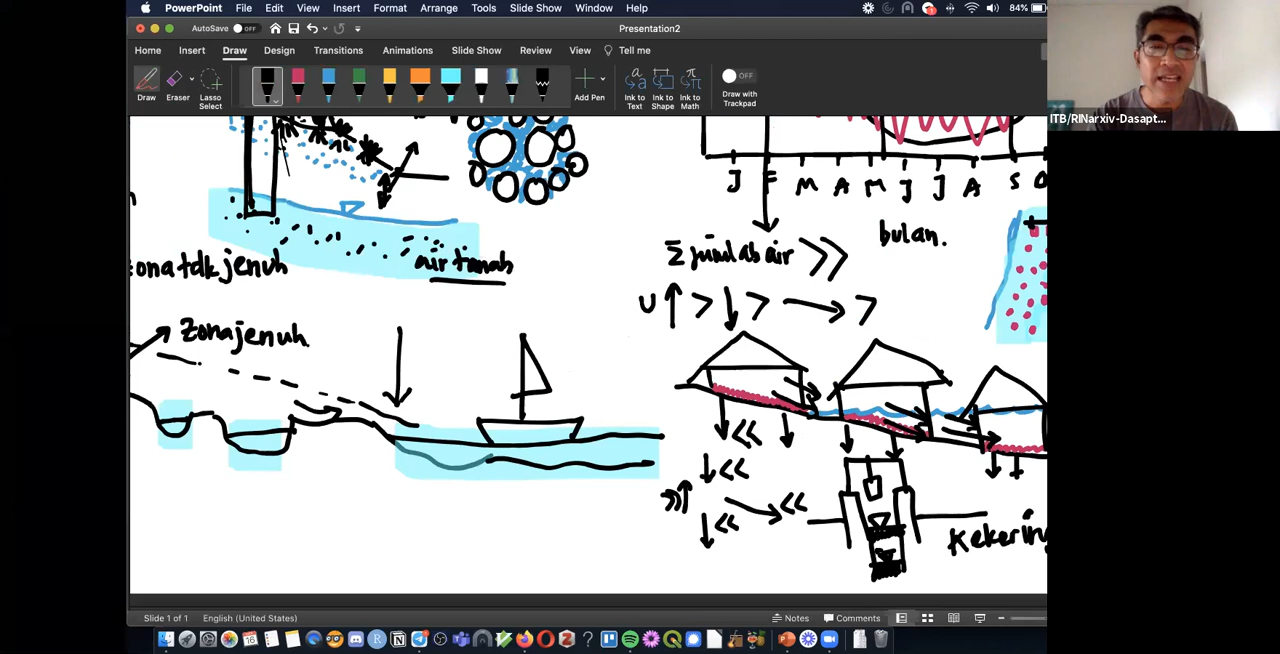 PowerPoint File Edit View Insert Format Arrange Tools Slide Show Window Help
84%
AutoSave OFF
Presentation2
Home Insert Draw Design Transitions Animations Slide Show Review View Tell me
Draw
Eraser
Lasso Select
Add Pen
Ink to Text
Ink to Shape
Ink to Math
OFF
Draw with Trackpad
ITB/RINarxiv-Dasapt...
J F M A M J J A S O
bulan.
Σ jumlah air >>
zona tdk jenuh
air tanah
U ↑ > ↓ > → >
Zona jenuh.
<<
↓ <<
>> ↑
→ <<
↓ <<
Kekerin
Slide 1 of 1
English (United States)
Notes
Comments